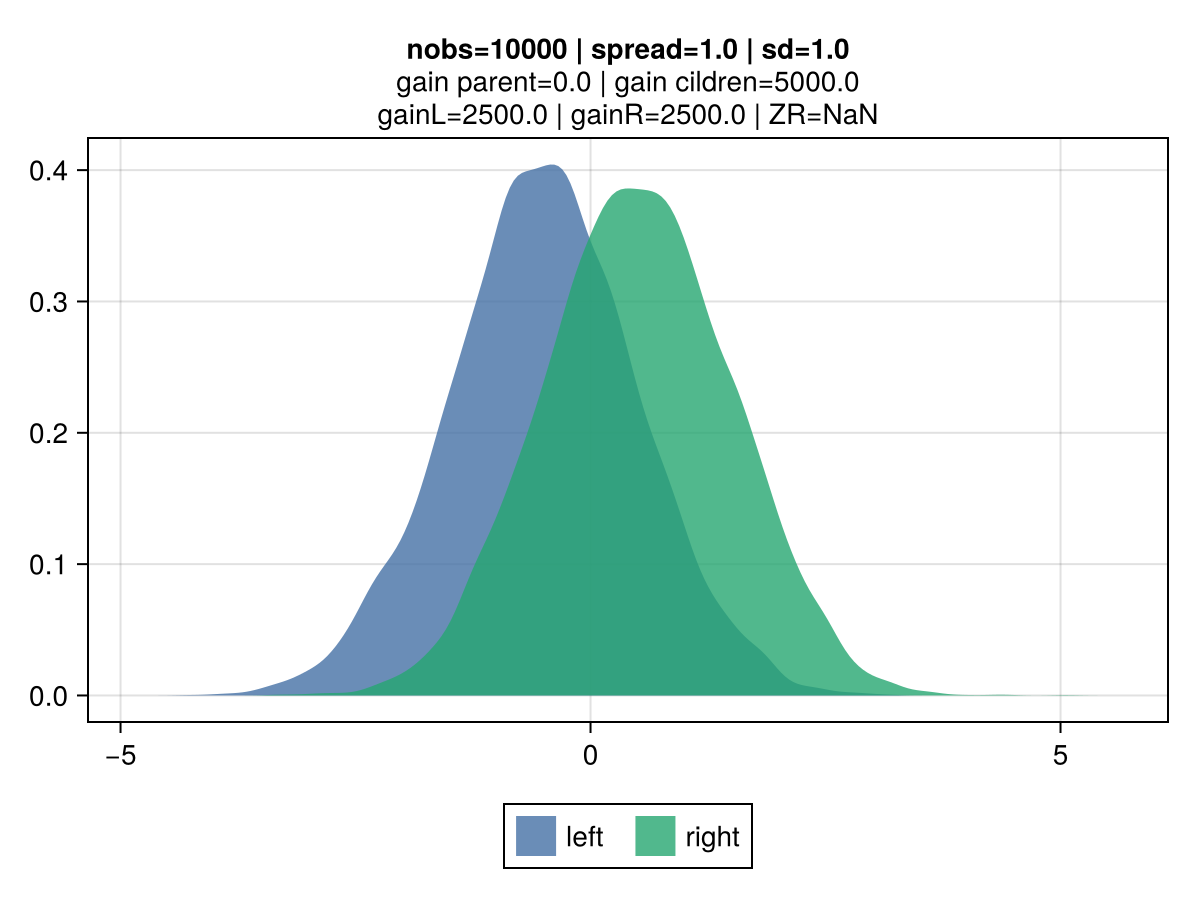 nobs=10000 | spread=1.0 | sd=1.0
gain parent=0.0 | gain cildren=5000.0
gainL=2500.0 | gainR=2500.0 | ZR=NaN
0.4
0.3
0.2
0.1
0.0
−5 0 5
left right